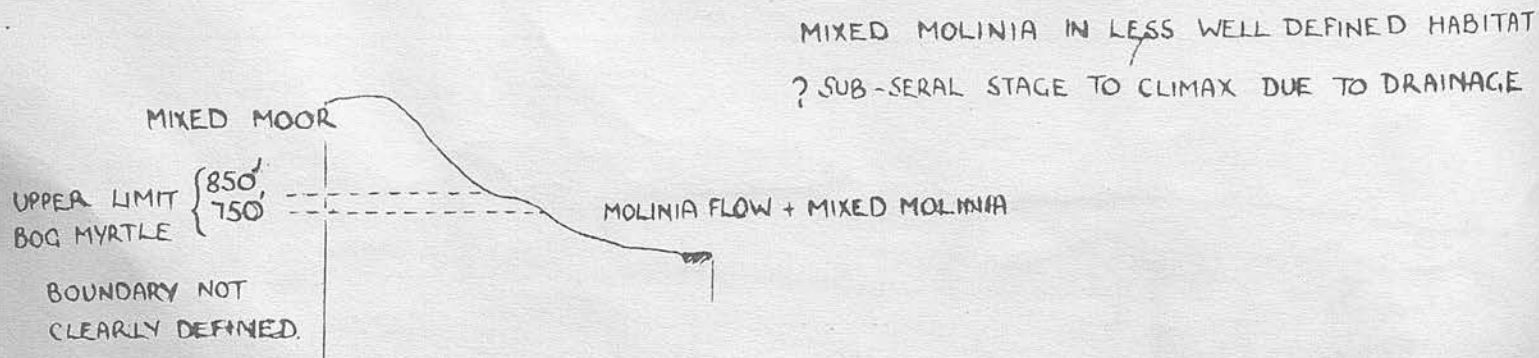 MIXED MOLINIA IN LESS WELL DEFINED HABITAT
? SUB-SERAL STAGE TO CLIMAX DUE TO DRAINAGE
MIXED MOOR
UPPER LIMIT { 850'
BOG MYRTLE { 750'
MOLINIA FLOW + MIXED MOLINIA
BOUNDARY NOT
CLEARLY DEFINED.